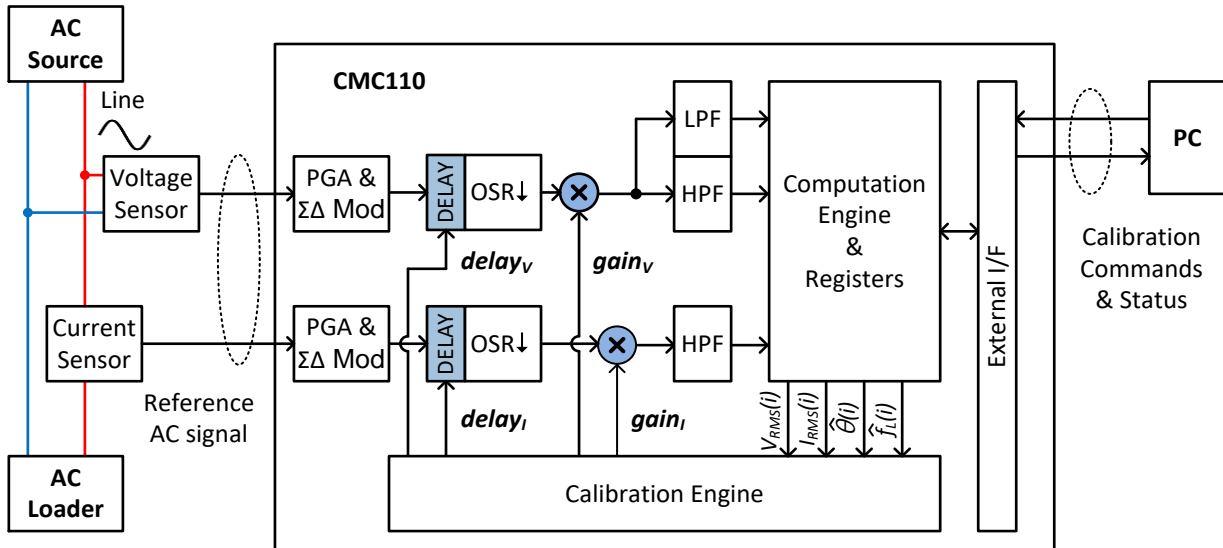 AC
Source
Line
Voltage
Sensor
Current
Sensor
Reference
AC signal
AC
Loader
CMC110
PGA &
ΣΔ Mod
DELAY
OSR↓
delayV
gainV
LPF
HPF
PGA &
ΣΔ Mod
DELAY
OSR↓
delayI
gainI
HPF
Computation
Engine
&
Registers
VRMS(i)
IRMS(i)
θ̂(i)
f̂L(i)
Calibration Engine
External I/F
PC
Calibration
Commands
& Status